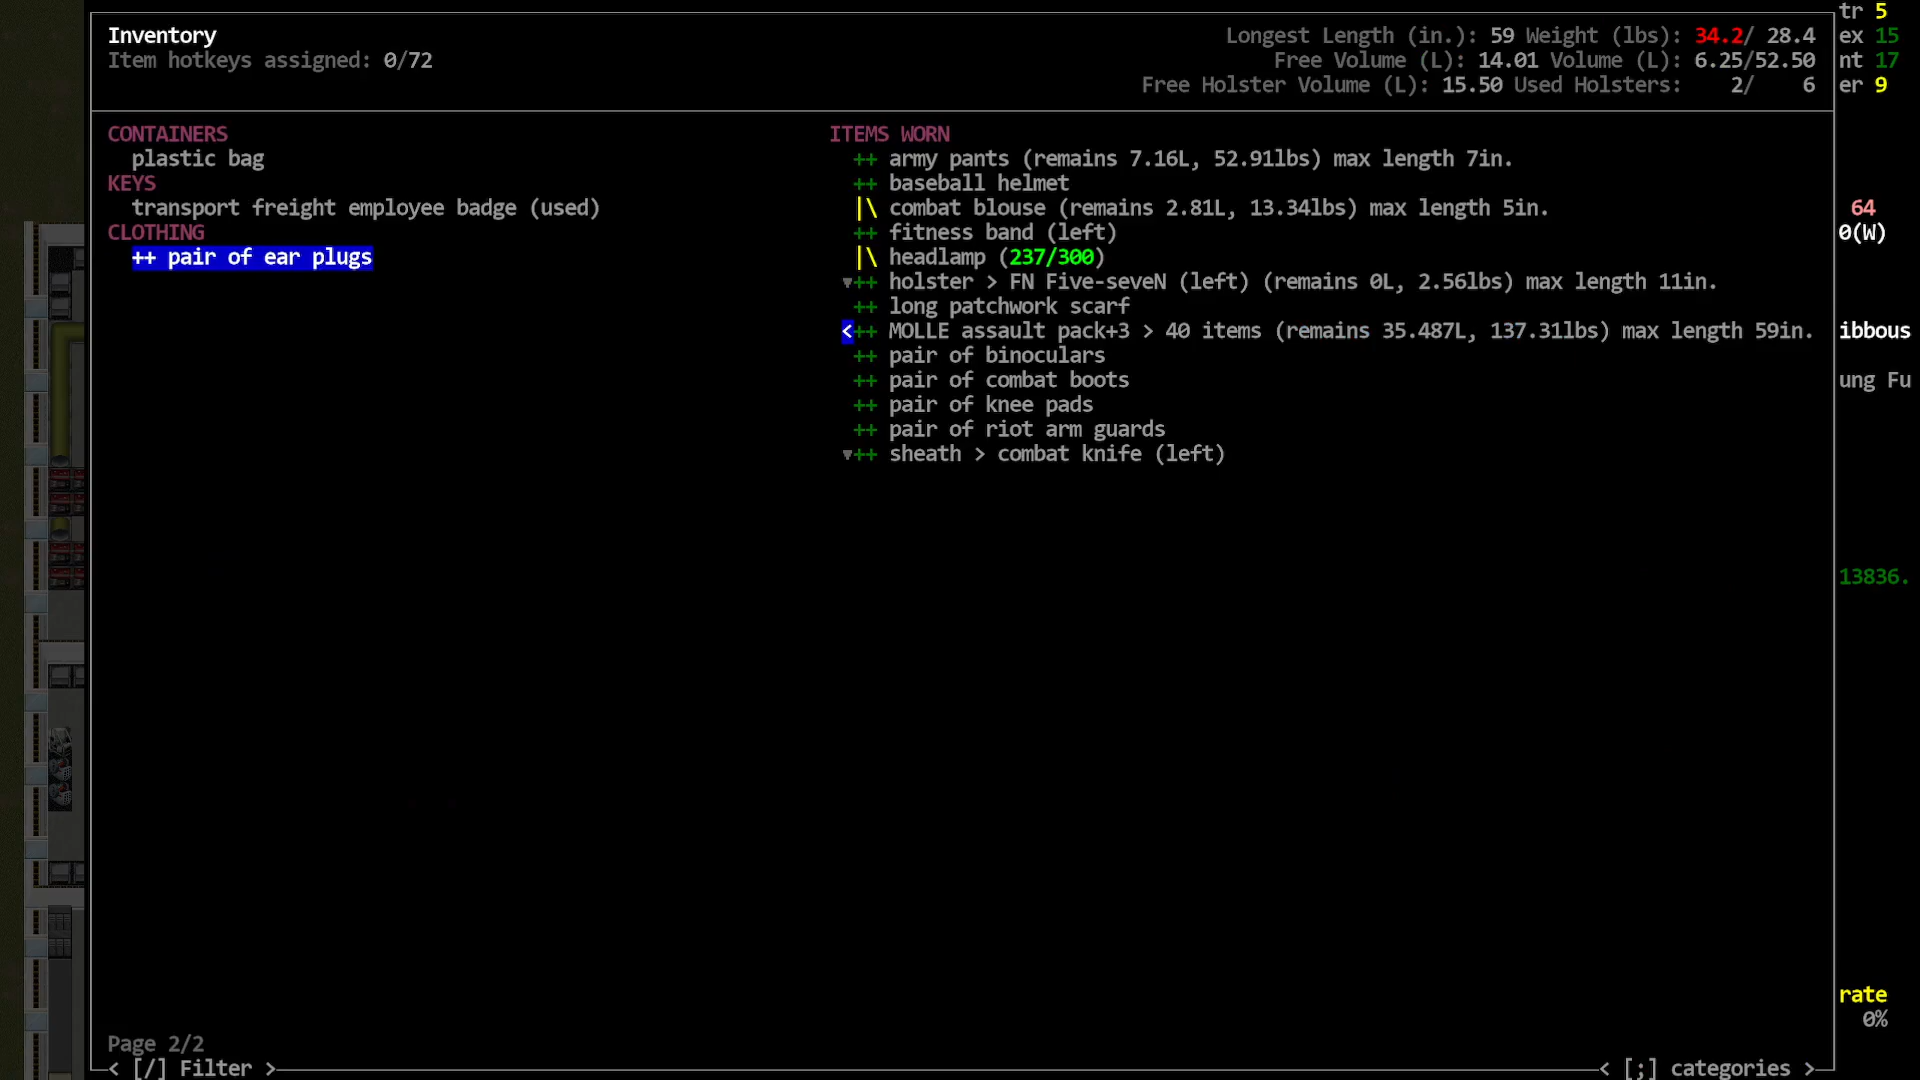 Inventory
Item hotkeys assigned: 0/72
Longest Length (in.): 59 Weight (lbs): 34.2/ 28.4
Free Volume (L): 14.01 Volume (L): 6.25/52.50
Free Holster Volume (L): 15.50 Used Holsters: 2/ 6
tr 5
ex 15
nt 17
er 9
CONTAINERS
plastic bag
KEYS
transport freight employee badge (used)
CLOTHING
++ pair of ear plugs
ITEMS WORN
++ army pants (remains 7.16L, 52.91lbs) max length 7in.
++ baseball helmet
|\ combat blouse (remains 2.81L, 13.34lbs) max length 5in.
++ fitness band (left)
|\ headlamp (237/300)
▼++ holster > FN Five-seveN (left) (remains 0L, 2.56lbs) max length 11in.
++ long patchwork scarf
<++ MOLLE assault pack+3 > 40 items (remains 35.487L, 137.31lbs) max length 59in.
++ pair of binoculars
++ pair of combat boots
++ pair of knee pads
++ pair of riot arm guards
▼++ sheath > combat knife (left)
64
0(W)
ibbous
ung Fu
13836.
rate
0%
Page 2/2
< [/] Filter >
< [;] categories >